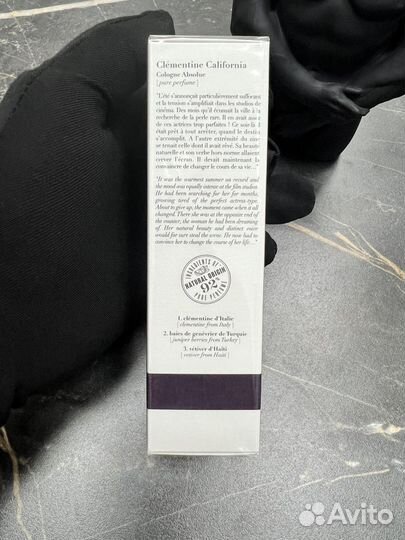 Clémentine California
Cologne Absolue
[ pure perfume ]
"L'été s'annonçait particulièrement suffocant
et la tension s'amplifiait dans les studios de
cinéma. Des mois qu'il écumait la ville à la
recherche de la perle rare. Il en avait assez
de ces actrices trop parfaites ! Ce soir là, il
était prêt à tout arrêter, quand le destin
s'accomplit. A l'autre extrémité du zinc
se tenait celle dont il avait rêvé. Sa beauté
naturelle et son verbe hors norme allaient
crever l'écran. Il devait maintenant la
convaincre de changer le cours de sa vie..."
"It was the warmest summer on record and
the mood was equally intense at the film studios.
He had been searching for her for months,
growing tired of the perfect actress-type.
About to give up, the moment came when it all
changed. There she was at the opposite end of
the counter, the woman he had been dreaming
of. Her natural beauty and distinct voice
would for sure steal the scene. He now had to
convince her to change the course of her life..."
INGREDIENTS OF
NATURAL ORIGIN
92%
PURE PERFUME
1. clémentine d'Italie
[ clementine from Italy ]
2. baies de genévrier de Turquie
[ juniper berries from Turkey ]
3. vétiver d'Haïti
[ vetiver from Haiti ]
Avito